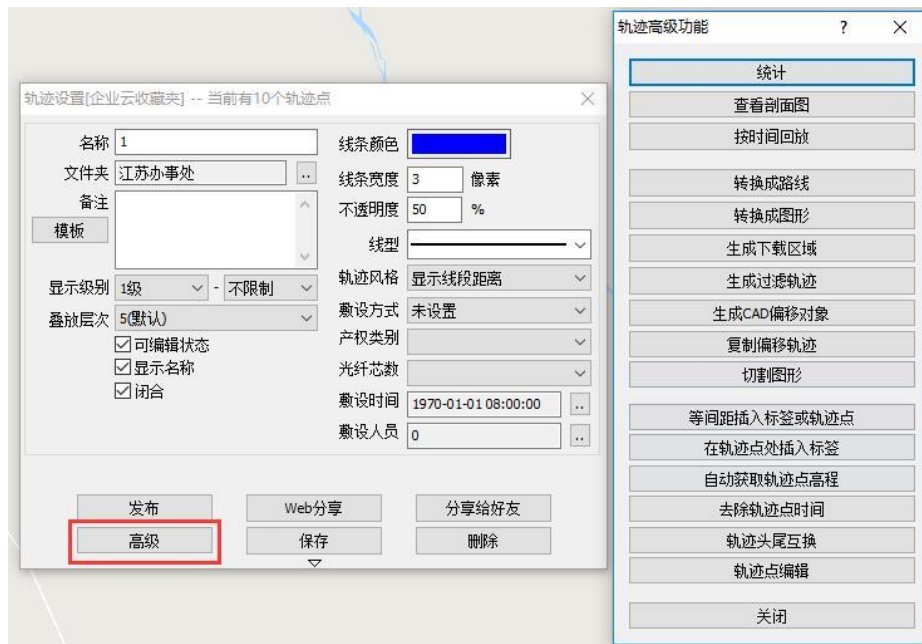 轨迹设置[企业云收藏夹] -- 当前有10个轨迹点
名称 1
文件夹 江苏办事处 ..
备注
模板
显示级别 1级 - 不限制
叠放层次 5(默认)
可编辑状态
显示名称
闭合
线条颜色
线条宽度 3 像素
不透明度 50 %
线型
轨迹风格 显示线段距离
敷设方式 未设置
产权类别
光纤芯数
敷设时间 1970-01-01 08:00:00 ..
敷设人员 0 ..
发布 Web分享 分享给好友
高级 保存 删除
轨迹高级功能 ?
统计
查看剖面图
按时间回放
转换成路线
转换成图形
生成下载区域
生成过滤轨迹
生成CAD偏移对象
复制偏移轨迹
切割图形
等间距插入标签或轨迹点
在轨迹点处插入标签
自动获取轨迹点高程
去除轨迹点时间
轨迹头尾互换
轨迹点编辑
关闭